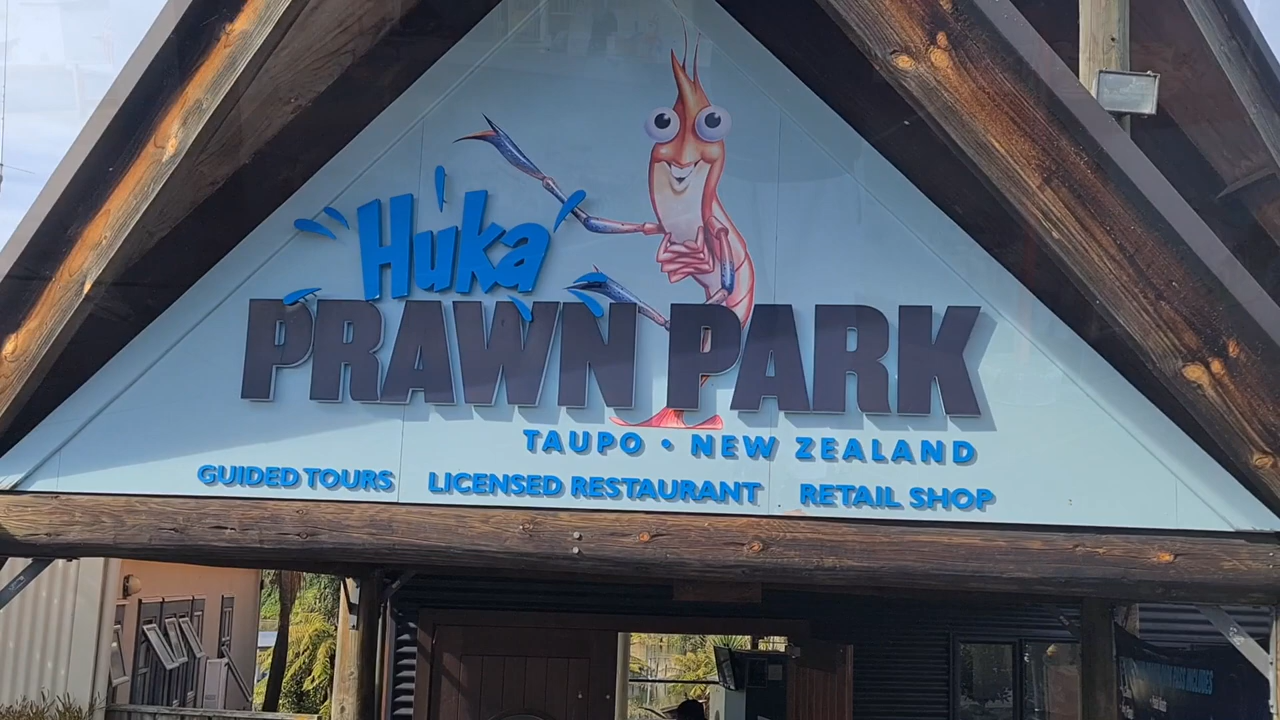 Huka
PRAWN PARK
TAUPO • NEW ZEALAND
GUIDED TOURS LICENSED RESTAURANT RETAIL SHOP